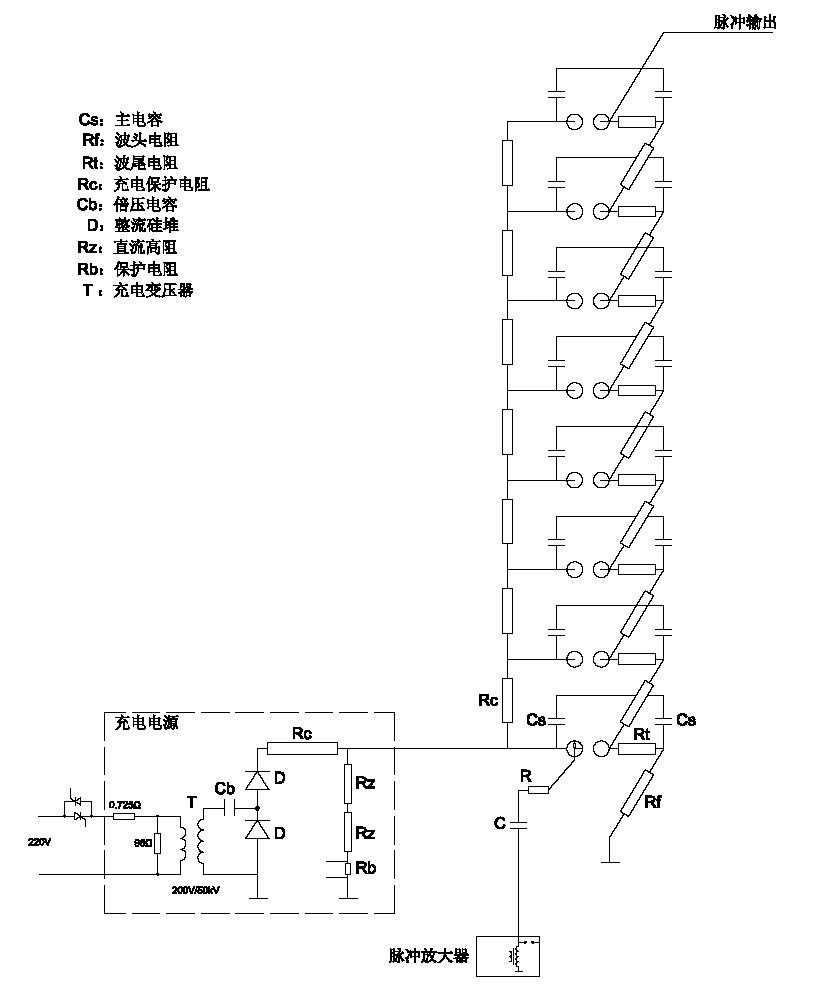 脉冲输出
Cs：主电容
Rf：波头电阻
Rt：波尾电阻
Rc：充电保护电阻
Cb：倍压电容
D：整流硅堆
Rz：直流高阻
Rb：保护电阻
T：充电变压器
Rc
Cs
Cs
Rt
充电电源
Rc
R
Rf
T
Cb
D
Rz
0.725Ω
C
220V
96Ω
D
Rz
Rb
200V/50kV
脉冲放大器